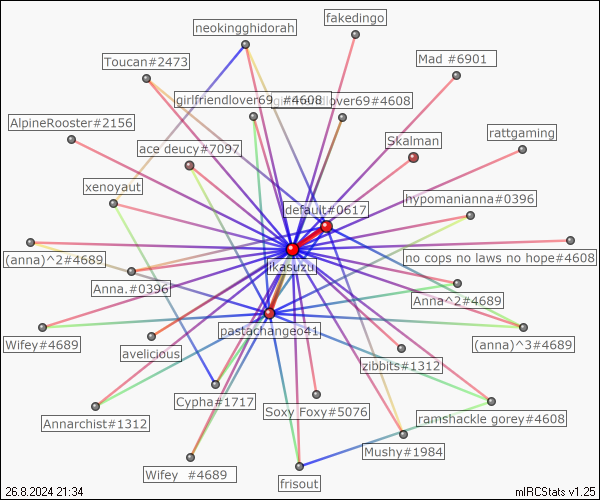 fakedingo
neokingghidorah
Toucan#2473
Mad #6901
girlfriendlover69 #4608
lover69#4608
AlpineRooster#2156
Skalman
rattgaming
ace deucy#7097
xenoyaut
hypomanianna#0396
default#0617
(anna)^2#4689
ikasuzu
no cops no laws no hope#4608
Anna.#0396
Anna^2#4689
pastachangeo41
Wifey#4689
avelicious
(anna)^3#4689
zibbits#1312
Cypha#1717
Soxy Foxy#5076
Annarchist#1312
ramshackle gorey#4608
Mushy#1984
Wifey #4689
frisout
26.8.2024 21:34
mIRCStats v1.25